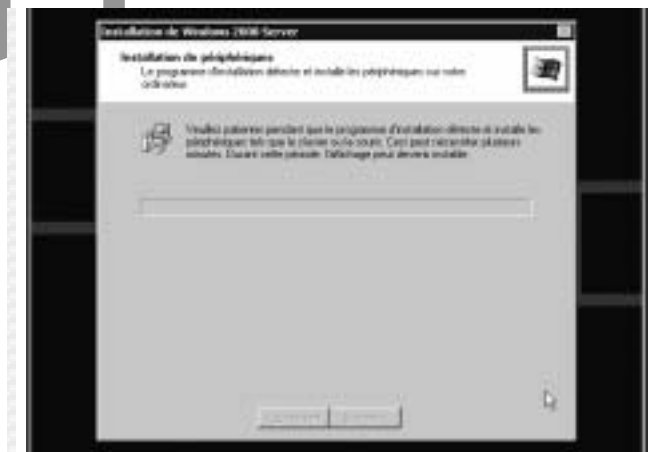 Installation de Windows 2000 Server
Installation de périphériques
Le programme d'installation détecte et installe les périphériques sur votre
ordinateur.
Veuillez patienter pendant que le programme d'installation détecte et installe les
périphériques tels que le clavier ou la souris. Ceci peut nécessiter plusieurs
minutes. Durant cette période, l'affichage peut devenir instable.